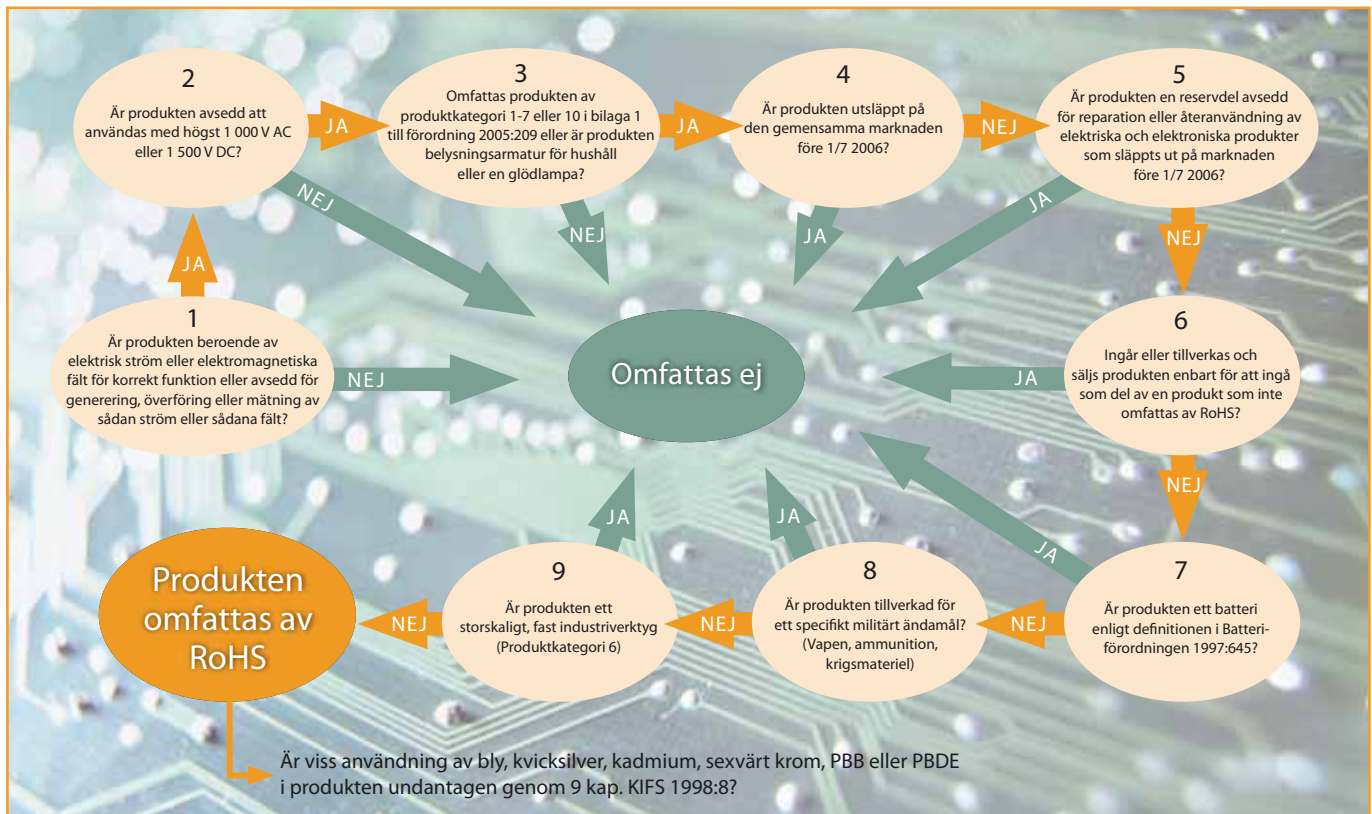 1
Är produkten beroende av
elektrisk ström eller elektromagnetiska
fält för korrekt funktion eller avsedd för
generering, överföring eller mätning av
sådan ström eller sådana fält?
JA
NEJ
2
Är produkten avsedd att
användas med högst 1 000 V AC
eller 1 500 V DC?
JA
NEJ
3
Omfattas produkten av
produktkategori 1-7 eller 10 i bilaga 1
till förordning 2005:209 eller är produkten
belysningsarmatur för hushåll
eller en glödlampa?
JA
NEJ
4
Är produkten utsläppt på
den gemensamma marknaden
före 1/7 2006?
NEJ
JA
5
Är produkten en reservdel avsedd
för reparation eller återanvändning av
elektriska och elektroniska produkter
som släppts ut på marknaden
före 1/7 2006?
JA
NEJ
6
Ingår eller tillverkas och
säljs produkten enbart för att ingå
som del av en produkt som inte
omfattas av RoHS?
JA
NEJ
7
Är produkten ett batteri
enligt definitionen i Batteri-
förordningen 1997:645?
JA
NEJ
8
Är produkten tillverkad för
ett specifikt militärt ändamål?
(Vapen, ammunition,
krigsmateriel)
JA
NEJ
9
Är produkten ett
storskaligt, fast industriverktyg
(Produktkategori 6)
JA
NEJ
Omfattas ej
Produkten
omfattas av
RoHS
Är viss användning av bly, kvicksilver, kadmium, sexvärt krom, PBB eller PBDE
i produkten undantagen genom 9 kap. KIFS 1998:8?